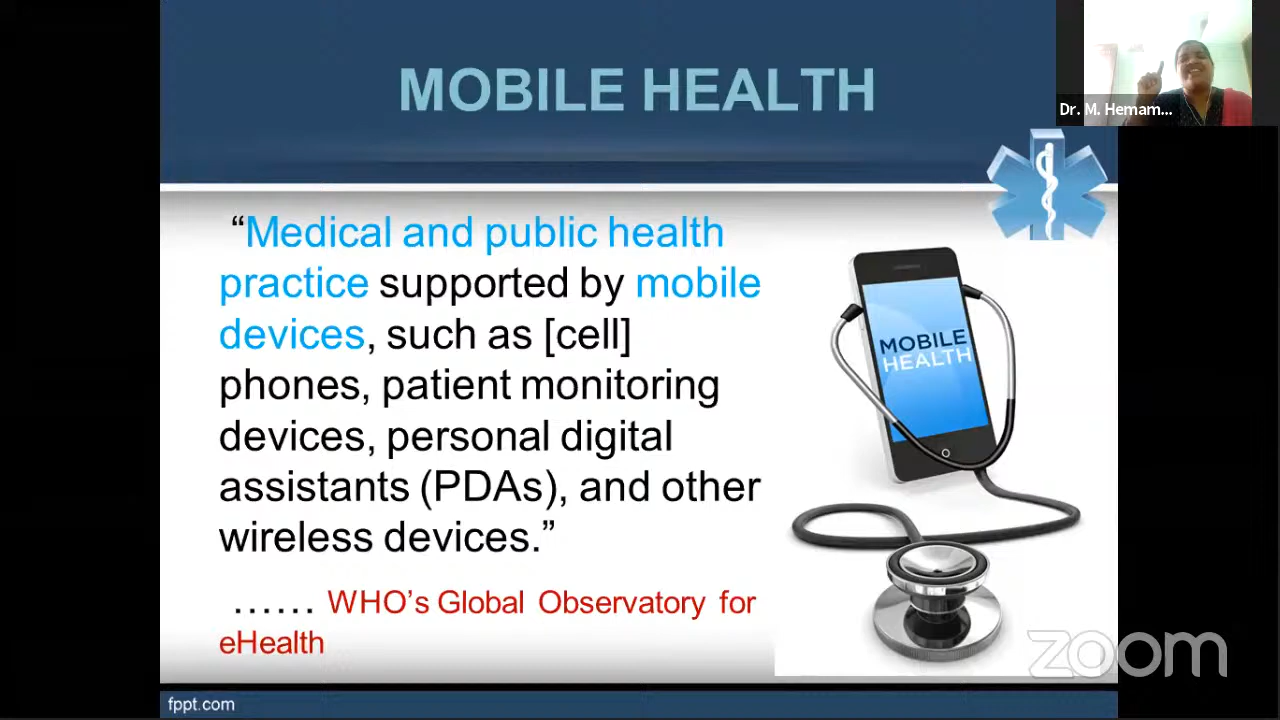 MOBILE HEALTH
Dr. M. Hemam...
“Medical and public health
practice supported by mobile
devices, such as [cell]
phones, patient monitoring
devices, personal digital
assistants (PDAs), and other
wireless devices.”
…… WHO’s Global Observatory for
eHealth
MOBILE
HEALTH
zoom
fppt.com